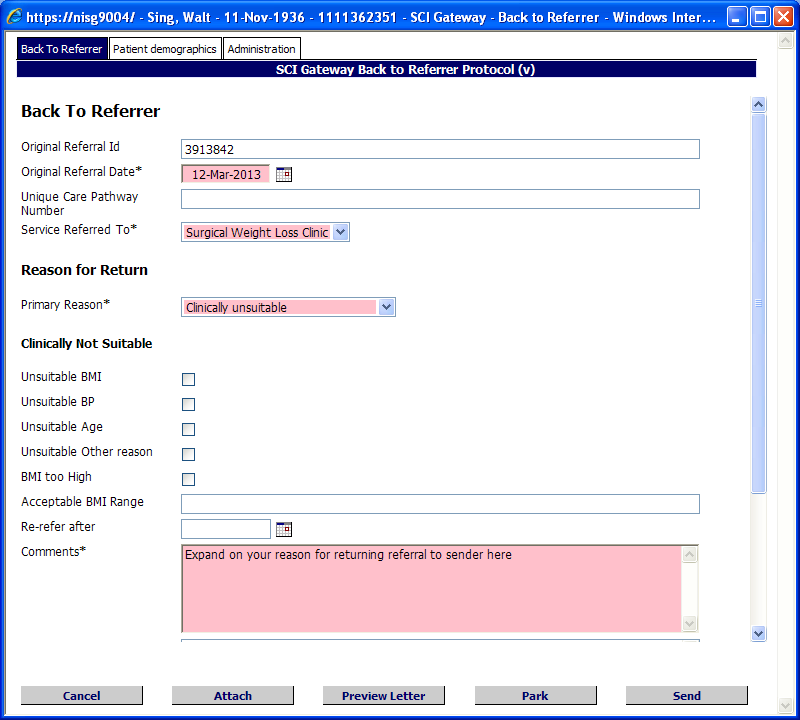 https://nisg9004/ - Sing, Walt - 11-Nov-1936 - 1111362351 - SCI Gateway - Back to Referrer - Windows Inter...
Back To Referrer Patient demographics Administration
SCI Gateway Back to Referrer Protocol (v)
Back To Referrer
Original Referral Id 3913842
Original Referral Date* 12-Mar-2013
Unique Care Pathway
Number
Service Referred To* Surgical Weight Loss Clinic
Reason for Return
Primary Reason* Clinically unsuitable
Clinically Not Suitable
Unsuitable BMI
Unsuitable BP
Unsuitable Age
Unsuitable Other reason
BMI too High
Acceptable BMI Range
Re-refer after
Comments* Expand on your reason for returning referral to sender here
Cancel Attach Preview Letter Park Send